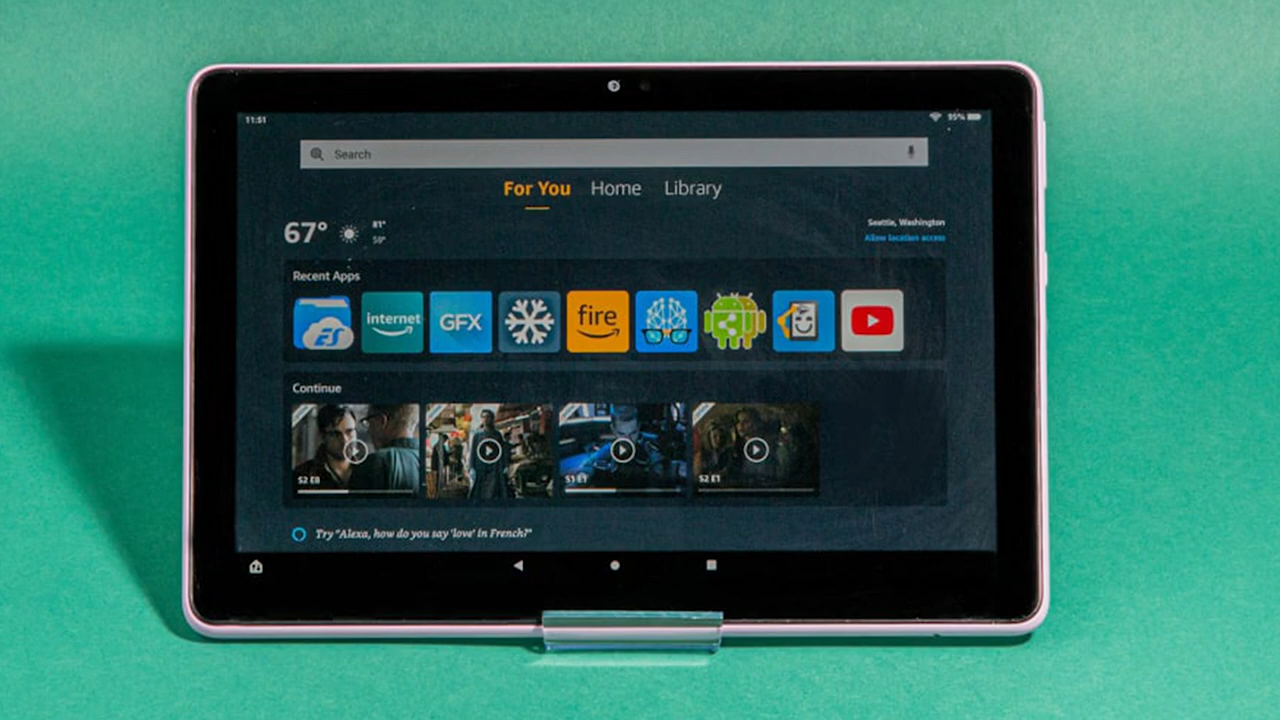 11:51
95%
Search
For You Home Library
67°
81°
59°
Seattle, Washington
Allow location access
Recent Apps
ES
internet
GFX
fire
Continue
S2 E8
S1 E1
S2 E1
Try "Alexa, how do you say 'love' in French?"